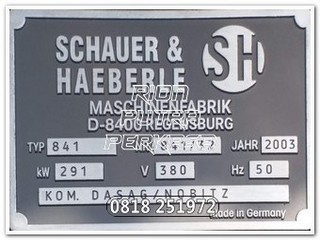 SCHAUER &
HAEBERLE
SH
MASCHINENFABRIK
D-8400 REGENSBURG
TYP 841 JAHR 2003
kW 291 V 380 Hz 50
KOM. DASAG/NOBITZ
0818 251972
Made in Germany